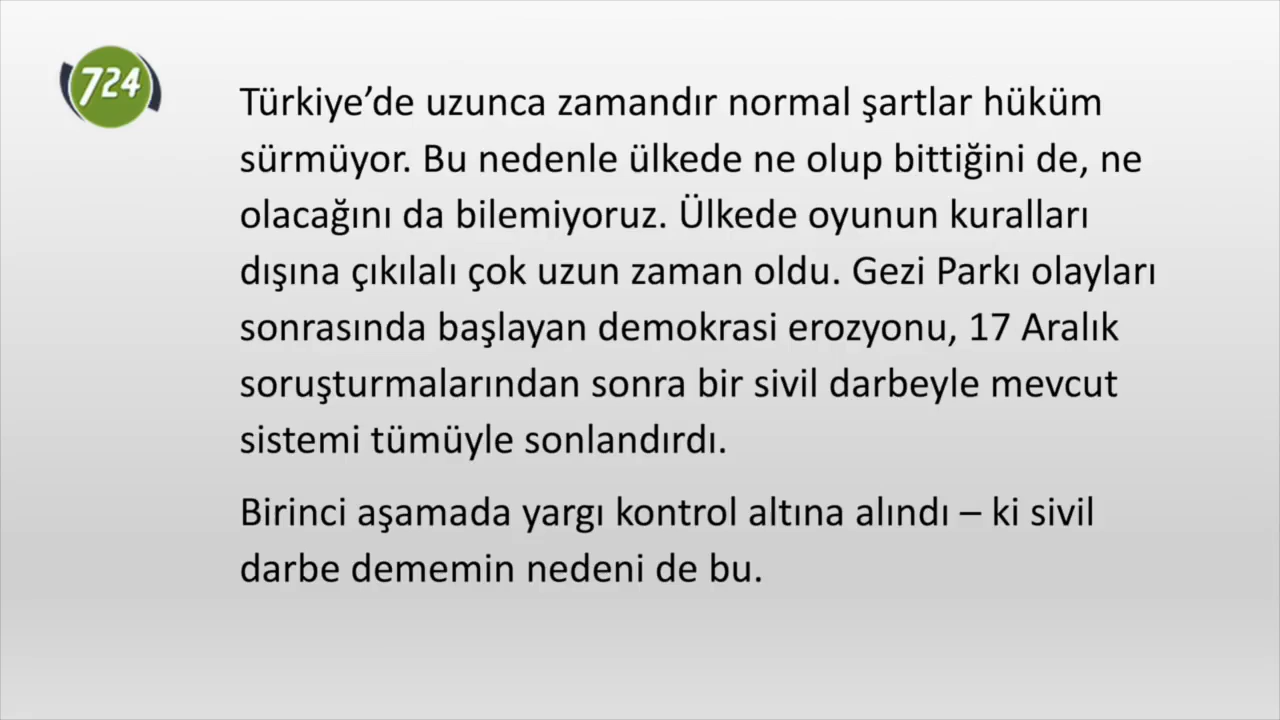 724
Türkiye’de uzunca zamandır normal şartlar hüküm
sürmüyor. Bu nedenle ülkede ne olup bittiğini de, ne
olacağını da bilemiyoruz. Ülkede oyunun kuralları
dışına çıkılalı çok uzun zaman oldu. Gezi Parkı olayları
sonrasında başlayan demokrasi erozyonu, 17 Aralık
soruşturmalarından sonra bir sivil darbeyle mevcut
sistemi tümüyle sonlandırdı.
Birinci aşamada yargı kontrol altına alındı – ki sivil
darbe dememin nedeni de bu.